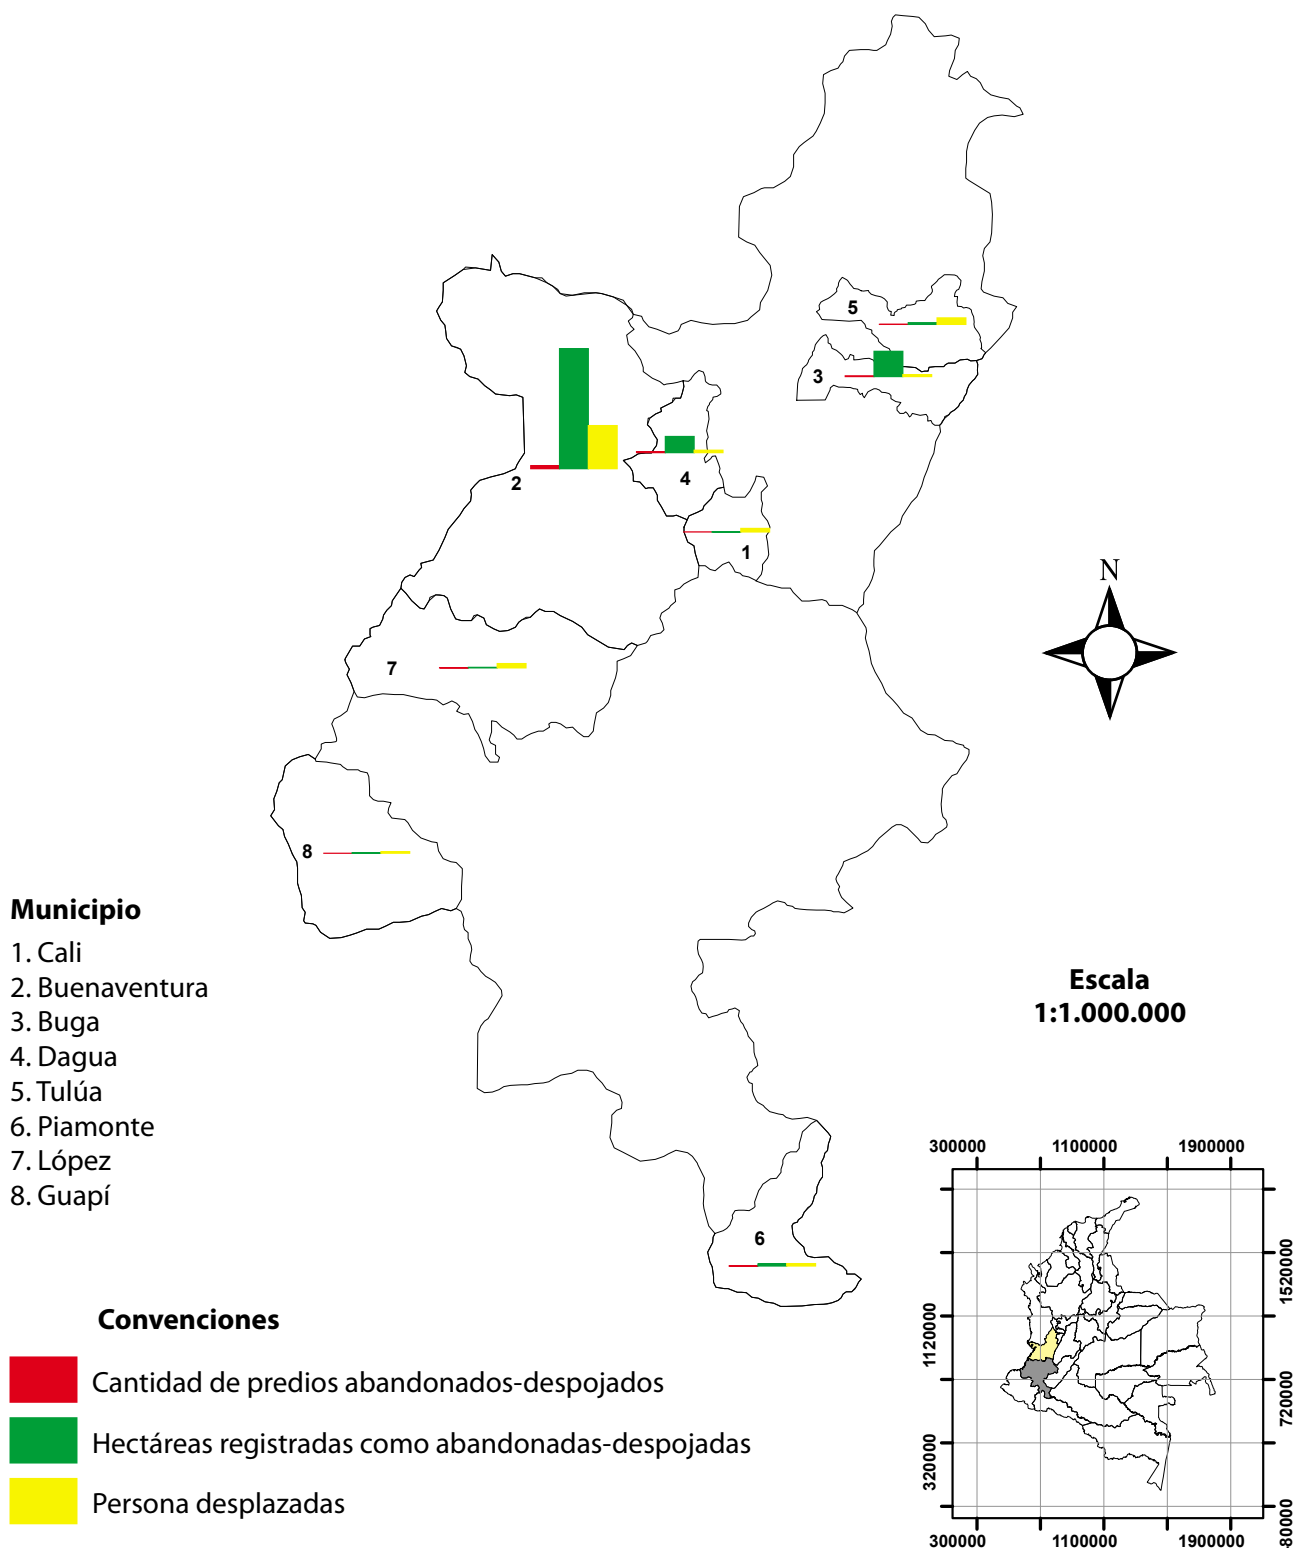 5
3
2
4
1
N
7
8
Municipio
1. Cali
2. Buenaventura
3. Buga
4. Dagua
5. Tulúa
6. Piamonte
7. López
8. Guapí
Escala
1:1.000.000
6
Convenciones
Cantidad de predios abandonados-despojados
Hectáreas registradas como abandonadas-despojadas
Persona desplazadas
300000 1100000 1900000
1120000
320000
1520000
720000
80000
300000 1100000 1900000